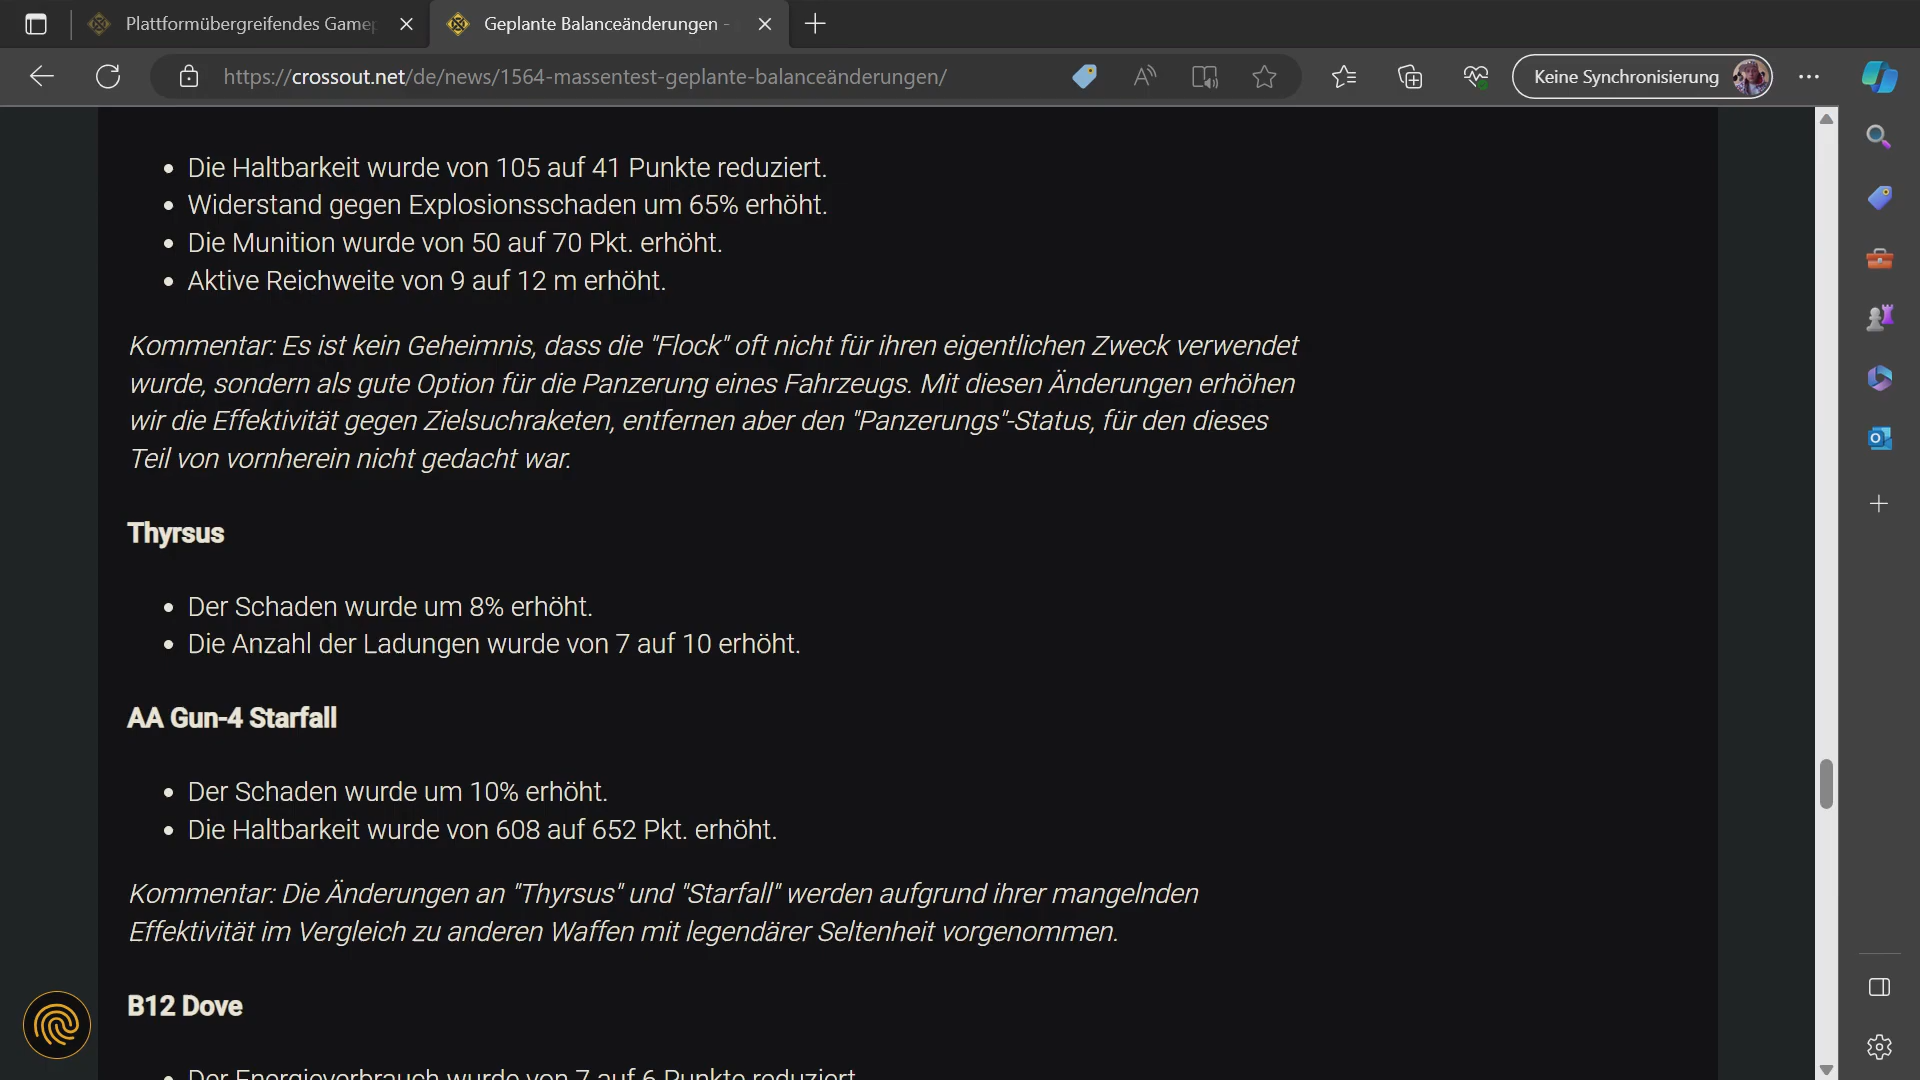 Plattformübergreifendes Gamep
Geplante Balanceänderungen -
https://crossout.net/de/news/1564-massentest-geplante-balanceänderungen/
Keine Synchronisierung
• Die Haltbarkeit wurde von 105 auf 41 Punkte reduziert.
• Widerstand gegen Explosionsschaden um 65% erhöht.
• Die Munition wurde von 50 auf 70 Pkt. erhöht.
• Aktive Reichweite von 9 auf 12 m erhöht.
Kommentar: Es ist kein Geheimnis, dass die "Flock" oft nicht für ihren eigentlichen Zweck verwendet
wurde, sondern als gute Option für die Panzerung eines Fahrzeugs. Mit diesen Änderungen erhöhen
wir die Effektivität gegen Zielsuchraketen, entfernen aber den "Panzerungs"-Status, für den dieses
Teil von vornherein nicht gedacht war.
Thyrsus
• Der Schaden wurde um 8% erhöht.
• Die Anzahl der Ladungen wurde von 7 auf 10 erhöht.
AA Gun-4 Starfall
• Der Schaden wurde um 10% erhöht.
• Die Haltbarkeit wurde von 608 auf 652 Pkt. erhöht.
Kommentar: Die Änderungen an "Thyrsus" und "Starfall" werden aufgrund ihrer mangelnden
Effektivität im Vergleich zu anderen Waffen mit legendärer Seltenheit vorgenommen.
B12 Dove
• Der Energieverbrauch wurde von 7 auf 6 Punkte reduziert.